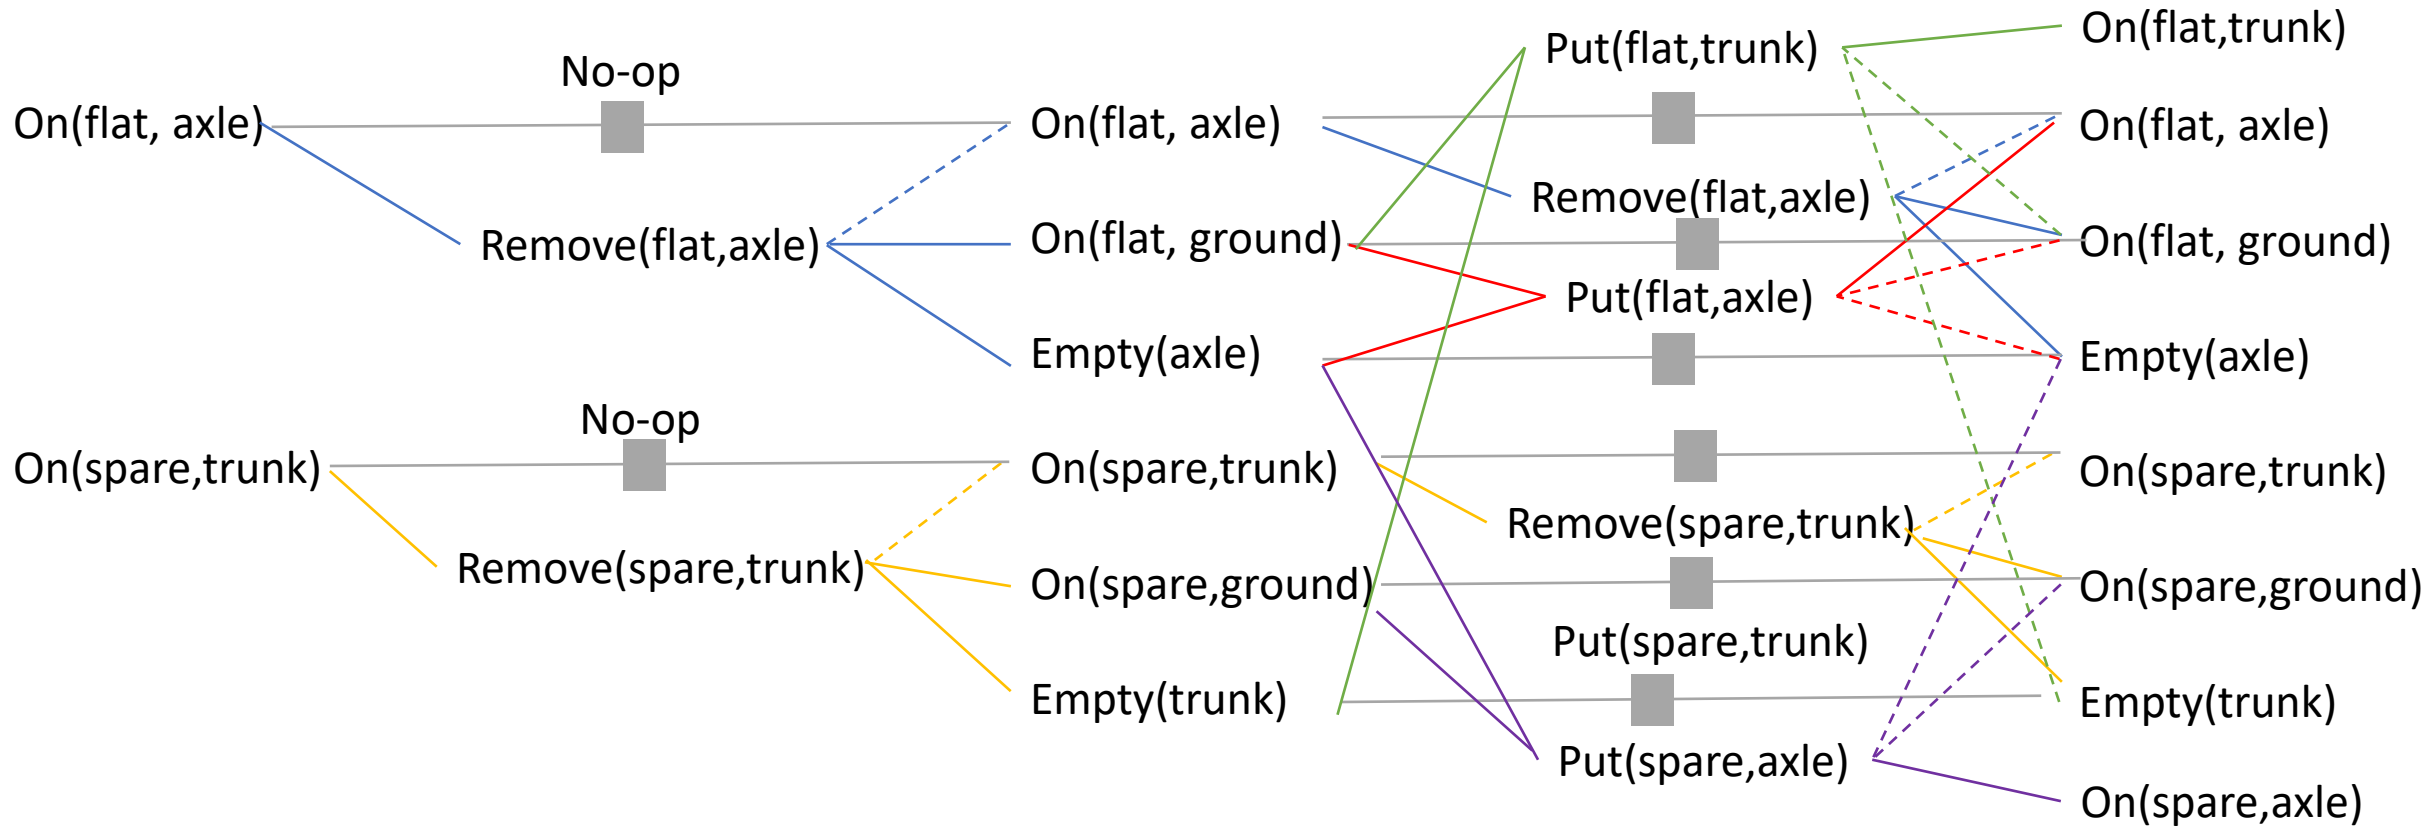 No-op
On(flat, axle)
Remove(flat,axle)
No-op
On(spare,trunk)
Remove(spare,trunk)
On(flat, axle)
On(flat, ground)
Empty(axle)
On(spare,trunk)
On(spare,ground)
Empty(trunk)
Put(flat,trunk)
Remove(flat,axle)
Put(flat,axle)
Remove(spare,trunk)
Put(spare,trunk)
Put(spare,axle)
On(flat,trunk)
On(flat, axle)
On(flat, ground)
Empty(axle)
On(spare,trunk)
On(spare,ground)
Empty(trunk)
On(spare,axle)